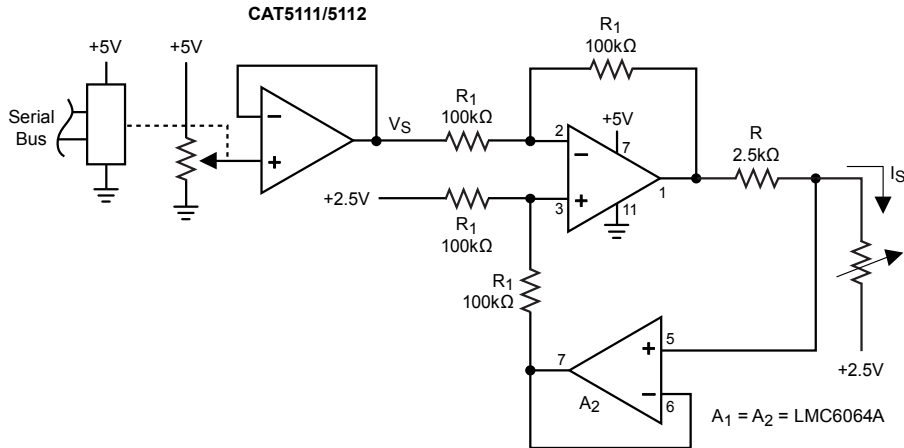 CAT5111/5112
+5V
+5V
Serial
Bus
−
+
VS
R1
100kΩ
R1
100kΩ
+5V
2
7
−
+
3
11
1
+2.5V
R1
100kΩ
R
2.5kΩ
IS
R1
100kΩ
7
5
+
−
6
A2
+2.5V
A1 = A2 = LMC6064A